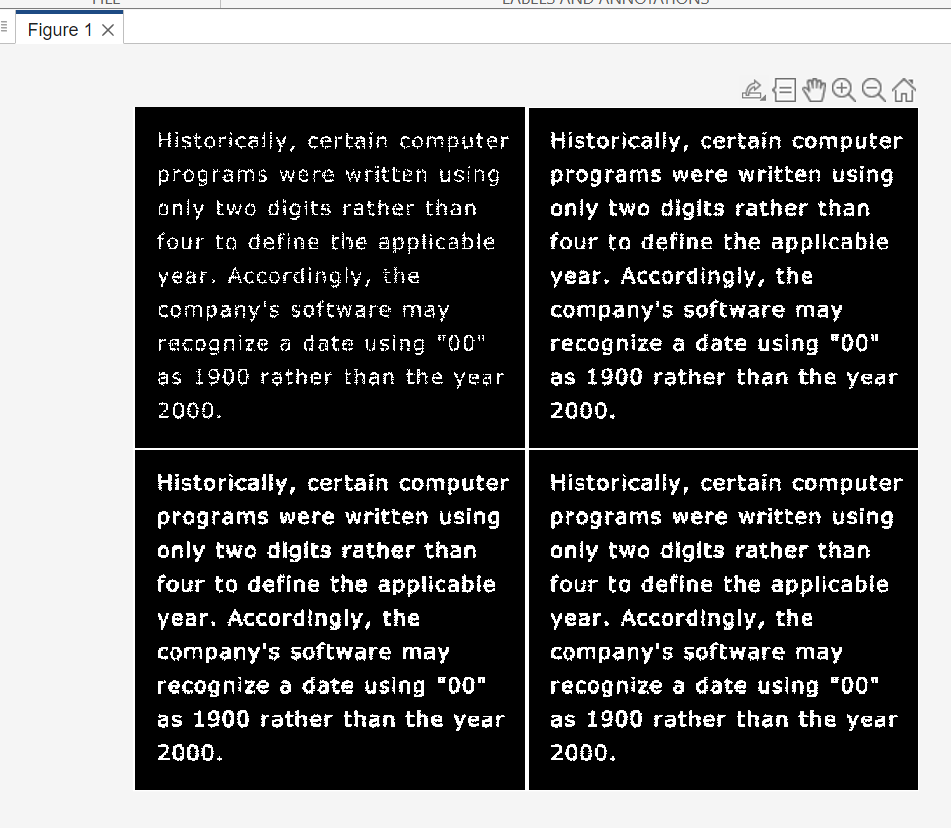 Figure 1
Historically, certain computer
programs were written using
only two digits rather than
four to define the applicable
year. Accordingly, the
company's software may
recognize a date using "00"
as 1900 rather than the year
2000.
Historically, certain computer
programs were written using
only two digits rather than
four to define the applicable
year. Accordingly, the
company's software may
recognize a date using "00"
as 1900 rather than the year
2000.
Historically, certain computer
programs were written using
only two digits rather than
four to define the applicable
year. Accordingly, the
company's software may
recognize a date using "00"
as 1900 rather than the year
2000.
Historically, certain computer
programs were written using
only two digits rather than
four to define the applicable
year. Accordingly, the
company's software may
recognize a date using "00"
as 1900 rather than the year
2000.